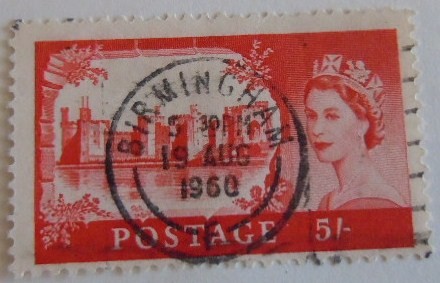 BIRMINGHAM
19 AUG
1960
POSTAGE 5/-